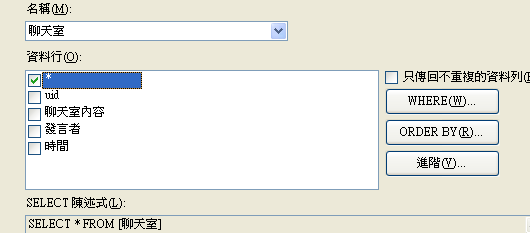 名稱(M):
聊天室
資料行(O):
*
uid
聊天室內容
發言者
時間
只傳回不重複的資料列(E
WHERE(W)...
ORDER BY(R)...
進階(V)...
SELECT 陳述式(L):
SELECT * FROM [聊天室]